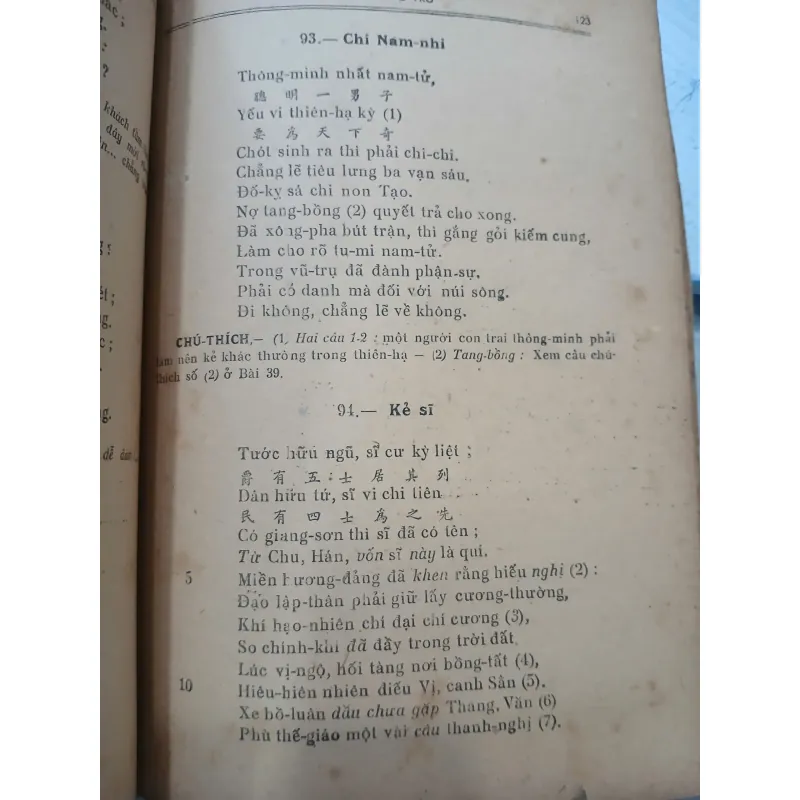 ác ;
g.
:
?
khách tầm
đáy mới
chẳng
g :
ét ;
g.
c ;
g.
dễ
123
93.— Chí Nam-nhi
Thông-minh nhất nam-tử,
聰 明 一 男 子
Yếu vi thiên-hạ kỳ (1)
要 為 天 下 奇
Chót sinh ra thì phải chi-chi.
Chẳng lẽ tiêu lưng ba vạn sáu.
Đố-kỵ sá chi non Tạo.
Nợ tang-bồng (2) quyết trả cho xong.
Đã xông-pha bút trận, thì gắng gỏi kiếm cung,
Làm cho rõ tu-mi nam-tử.
Trong vũ-trụ đã đành phận-sự.
Phải có danh mà đối với núi sông.
Đi không, chẳng lẽ về không.
CHÚ-THÍCH.— (1) Hai câu 1-2 : một người con trai thông-minh phải
làm nên kẻ khác thường trong thiên-hạ — (2) Tang-bồng : Xem câu chú-
thích số (2) ở Bài 39.
94.— Kẻ sĩ
Tước hữu ngũ, sĩ cư kỳ liệt ;
爵 有 五 ; 士 居 其 列
Dân hữu tứ, sĩ vi chi tiên
民 有 四 士 為 之 先
Có giang-sơn thì sĩ đã có tên ;
Từ Chu, Hán, vốn sĩ này là quí.
5 Miền hương-đảng đã khen rằng hiếu nghị (2) :
Đạo lập-thân phải giữ lấy cương-thường,
Khí hạo-nhiên chí đại chí cương (3),
So chính-khí đã đầy trong trời đất.
Lúc vị-ngộ, hối tàng nơi bồng-tất (4),
10 Hiêu-hiêu nhiên điếu Vị, canh Sân (5).
Xe bồ-luân dầu chưa gặp Thang, Văn (6)
Phù thế-giáo một vài câu thanh-nghị (7).